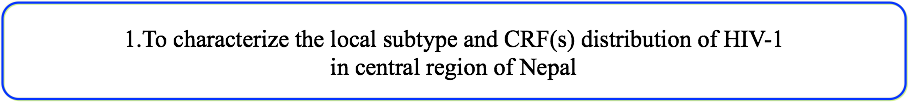 1.To characterize the local subtype and CRF(s) distribution of HIV-1
in central region of Nepal